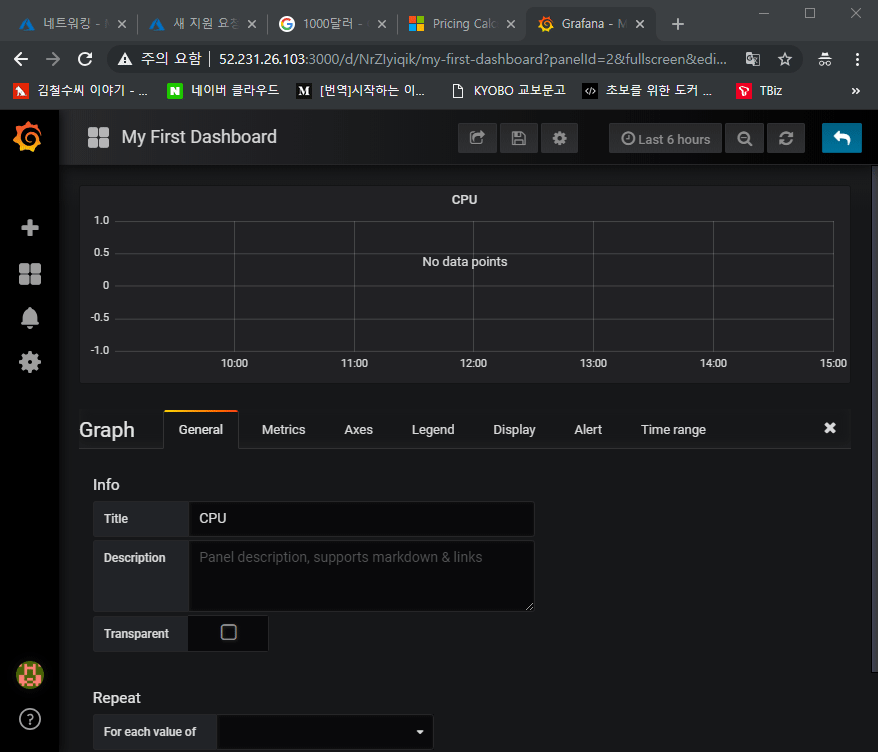 네트워킹 -
새 지원 요청
1000달러 -
Pricing Calc
Grafana - M
주의 요함
52.231.26.103:3000/d/NrZIyiqik/my-first-dashboard?panelId=2&fullscreen&edi...
김철수씨 이야기 - ...
네이버 클라우드
[번역]시작하는 이...
KYOBO 교보문고
초보를 위한 도커 ...
TBiz
»
My First Dashboard
Last 6 hours
CPU
1.0
0.5
No data points
0
-0.5
-1.0
10:00
11:00
12:00
13:00
14:00
15:00
Graph
General
Metrics
Axes
Legend
Display
Alert
Time range
Info
Title
CPU
Description
Panel description, supports markdown & links
Transparent
Repeat
For each value of